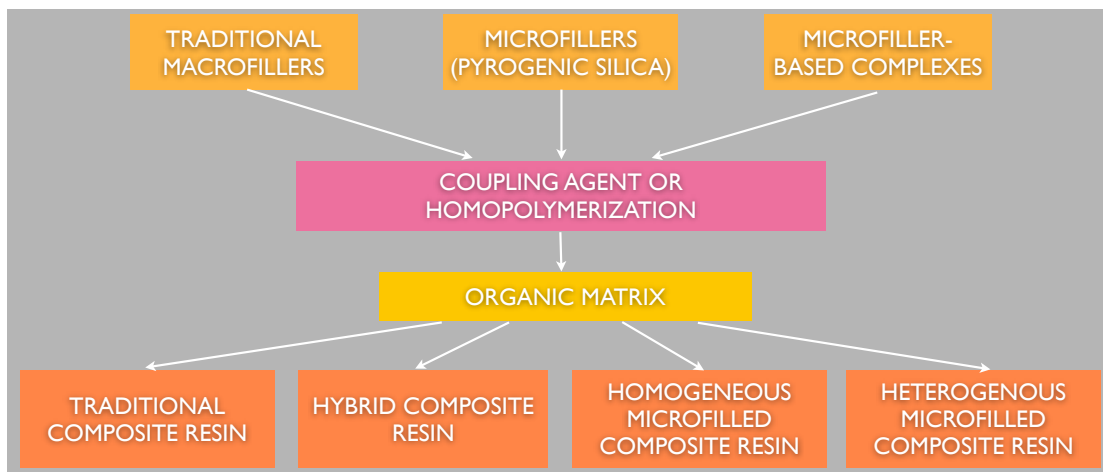 TRADITIONAL
MACROFILLERS
MICROFILLERS
(PYROGENIC SILICA)
MICROFILLER-
BASED COMPLEXES
COUPLING AGENT OR
HOMOPOLYMERIZATION
ORGANIC MATRIX
TRADITIONAL
COMPOSITE RESIN
HYBRID COMPOSITE
RESIN
HOMOGENEOUS
MICROFILLED
COMPOSITE RESIN
HETEROGENOUS
MICROFILLED
COMPOSITE RESIN